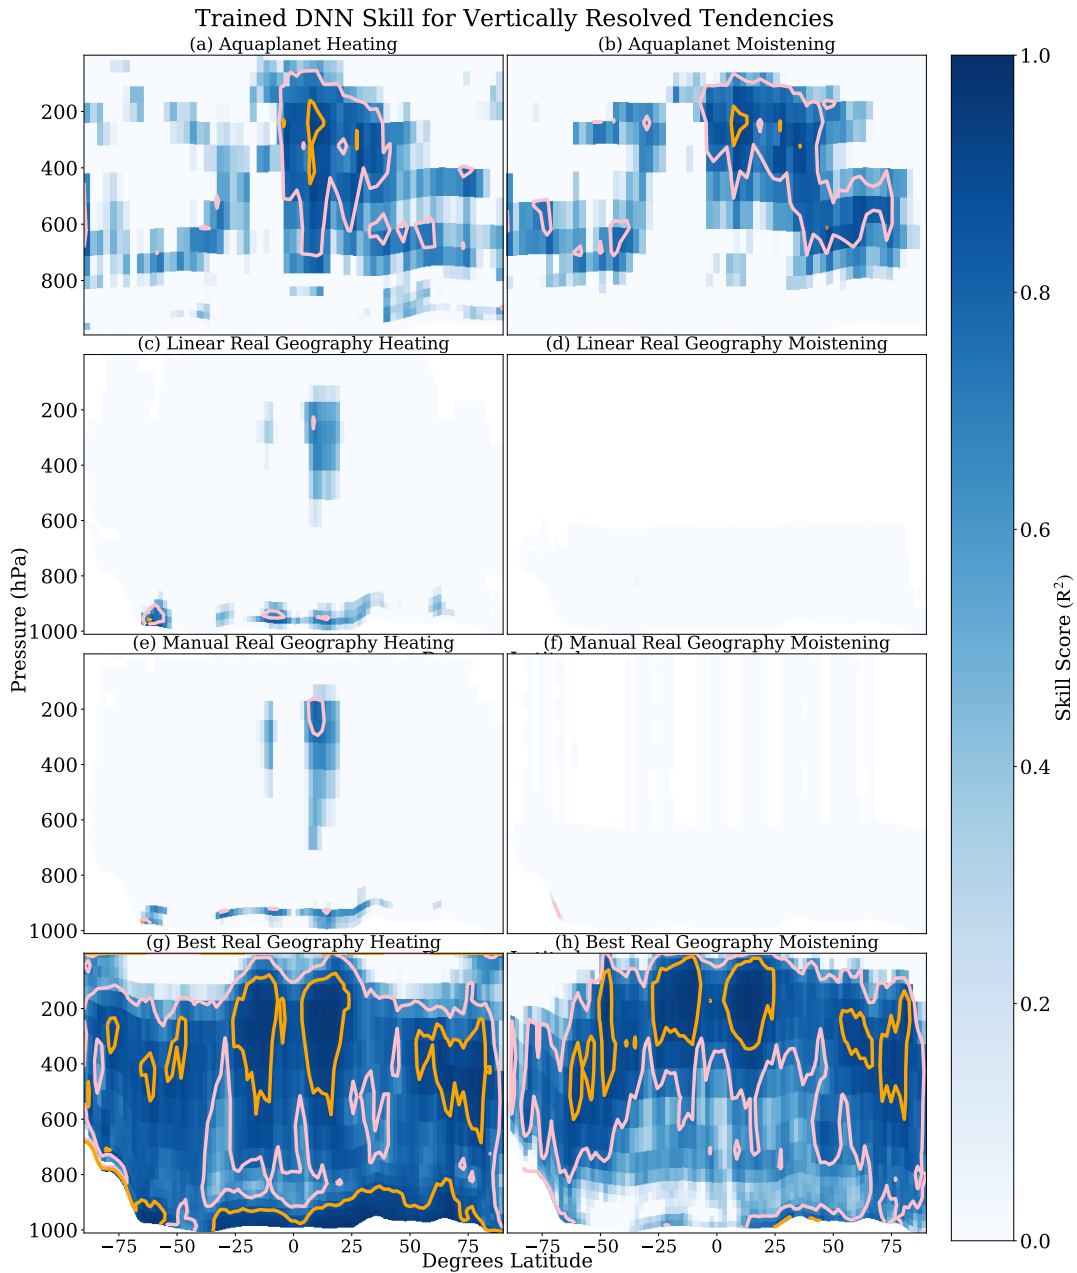 Trained DNN Skill for Vertically Resolved Tendencies
(a) Aquaplanet Heating
(b) Aquaplanet Moistening
200
400
600
800
(c) Linear Real Geography Heating
(d) Linear Real Geography Moistening
200
400
600
800
1000
(e) Manual Real Geography Heating
(f) Manual Real Geography Moistening
200
400
600
800
1000
(g) Best Real Geography Heating
(h) Best Real Geography Moistening
200
400
600
800
1000
−75 −50 −25 0 25 50 75
−75 −50 −25 0 25 50 75
Degrees Latitude
Pressure (hPa)
1.0
0.8
0.6
0.4
0.2
0.0
Skill Score (R²)